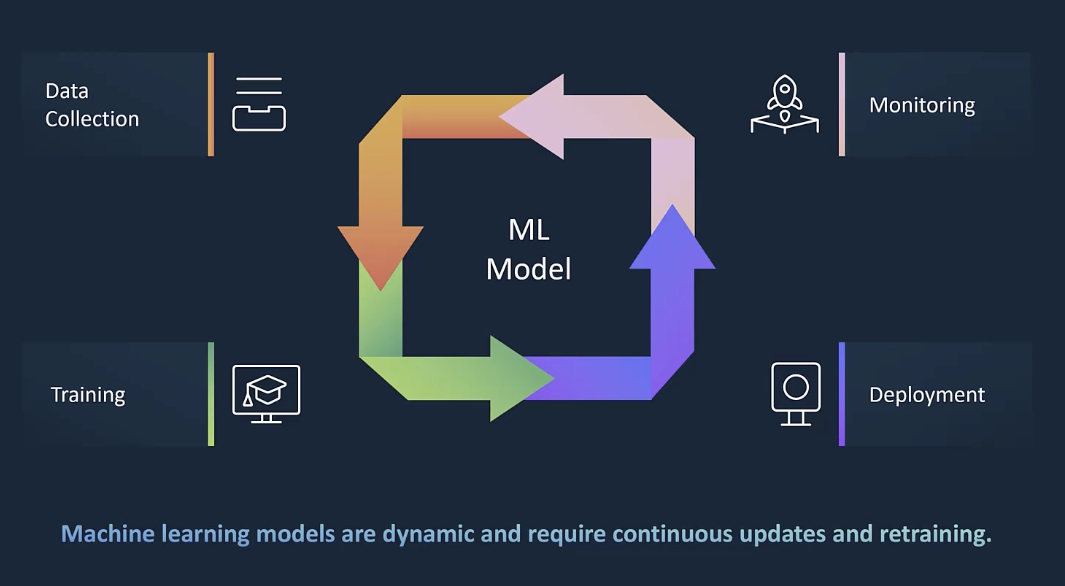 Data
Collection
Monitoring
ML
Model
Training
Deployment
Machine learning models are dynamic and require continuous updates and retraining.